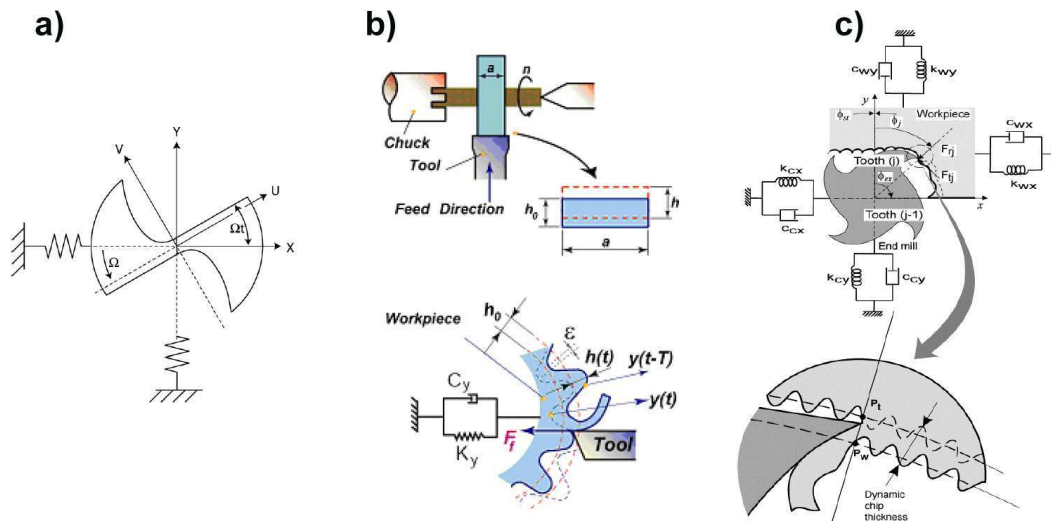 a)
Y
V
U
Ωt
X
Ω
b)
a
n
Chuck
Tool
Feed Direction
h₀
h
a
Workpiece
h₀
ε
h(t)
y(t-T)
y(t)
Cy
Ky
Ff
Tool
c)
cwy
kwy
y
ϕst
ϕj
Workpiece
cwx
kwx
Frj
Ftj
Tooth (j)
ϕex
x
kcx
ccx
Tooth (j-1)
End mill
kcy
ccy
Pt
Pw
Dynamic
chip
thickness